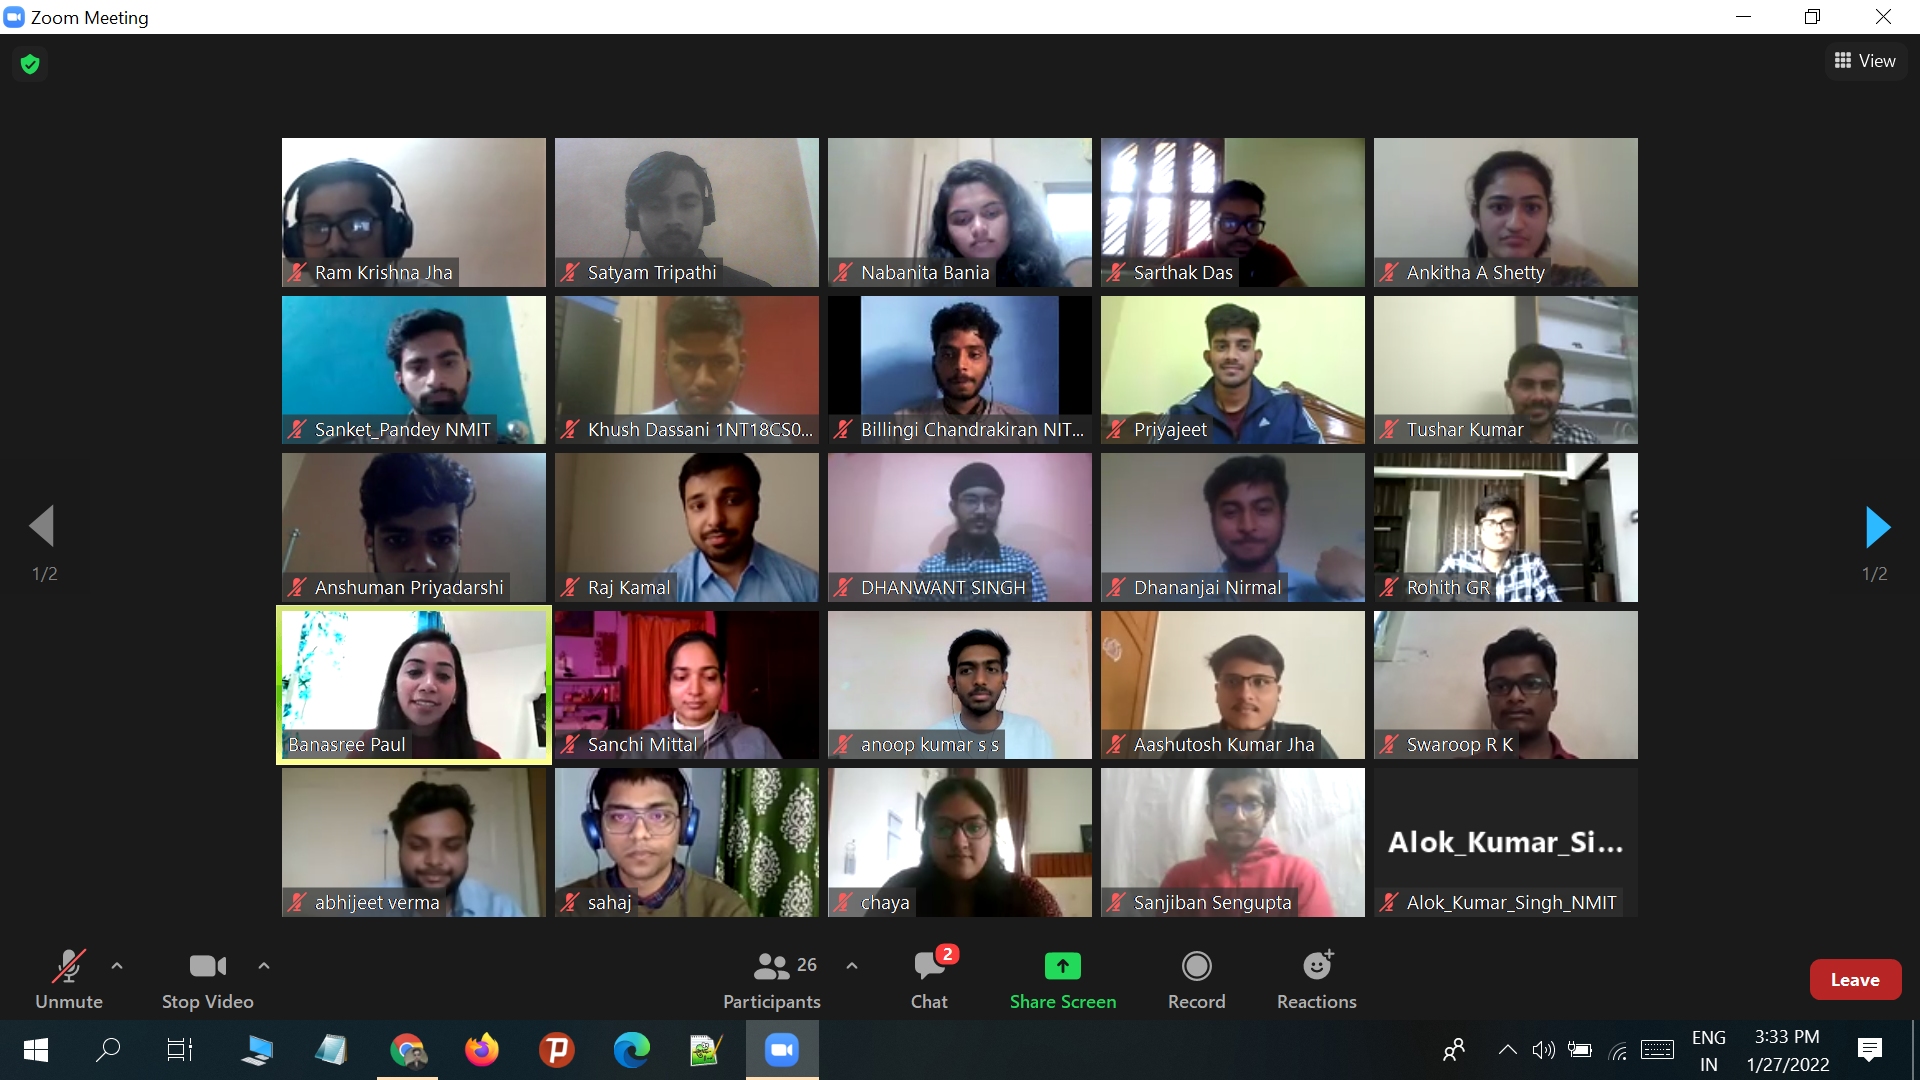 Zoom Meeting
View
Ram Krishna Jha
Satyam Tripathi
Nabanita Bania
Sarthak Das
Ankitha A Shetty
Sanket_Pandey NMIT
Khush Dassani 1NT18CS0...
Billingi Chandrakiran NIT...
Priyajeet
Tushar Kumar
Anshuman Priyadarshi
Raj Kamal
DHANWANT SINGH
Dhananjai Nirmal
Rohith GR
1/2
1/2
Banasree Paul
Sanchi Mittal
anoop kumar s s
Aashutosh Kumar Jha
Swaroop R K
Alok_Kumar_Si...
abhijeet verma
sahaj
chaya
Sanjiban Sengupta
Alok_Kumar_Singh_NMIT
26
2
Unmute
Stop Video
Participants
Chat
Share Screen
Record
Reactions
Leave
ENG
IN
3:33 PM
1/27/2022